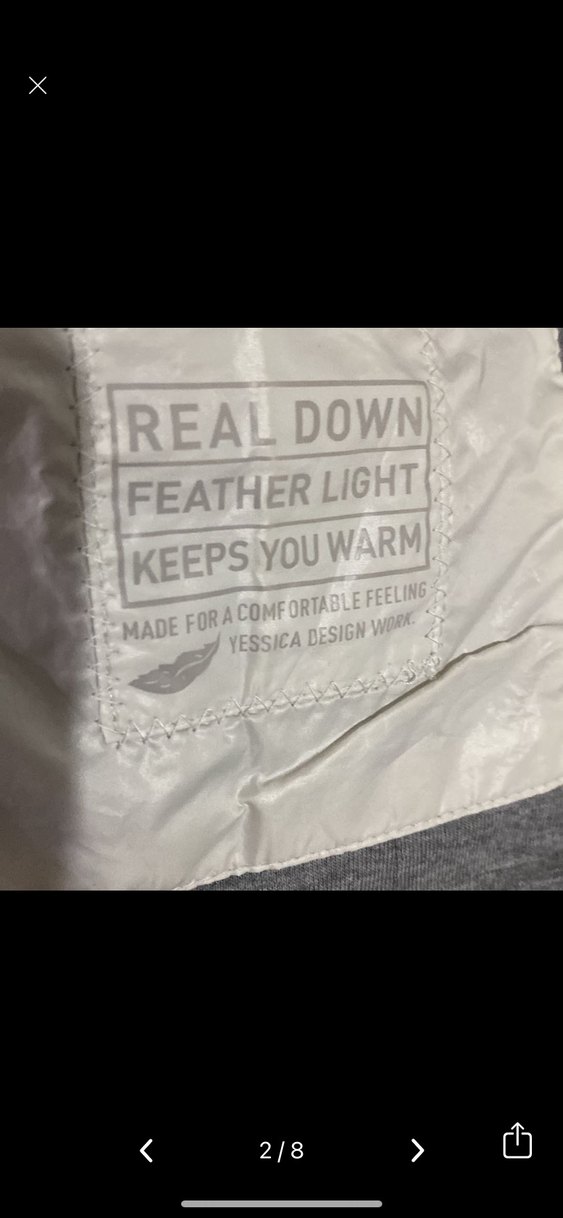 REAL DOWN
FEATHER LIGHT
KEEPS YOU WARM
MADE FOR A COMFORTABLE FEELING
YESSICA DESIGN WORK.
2/8